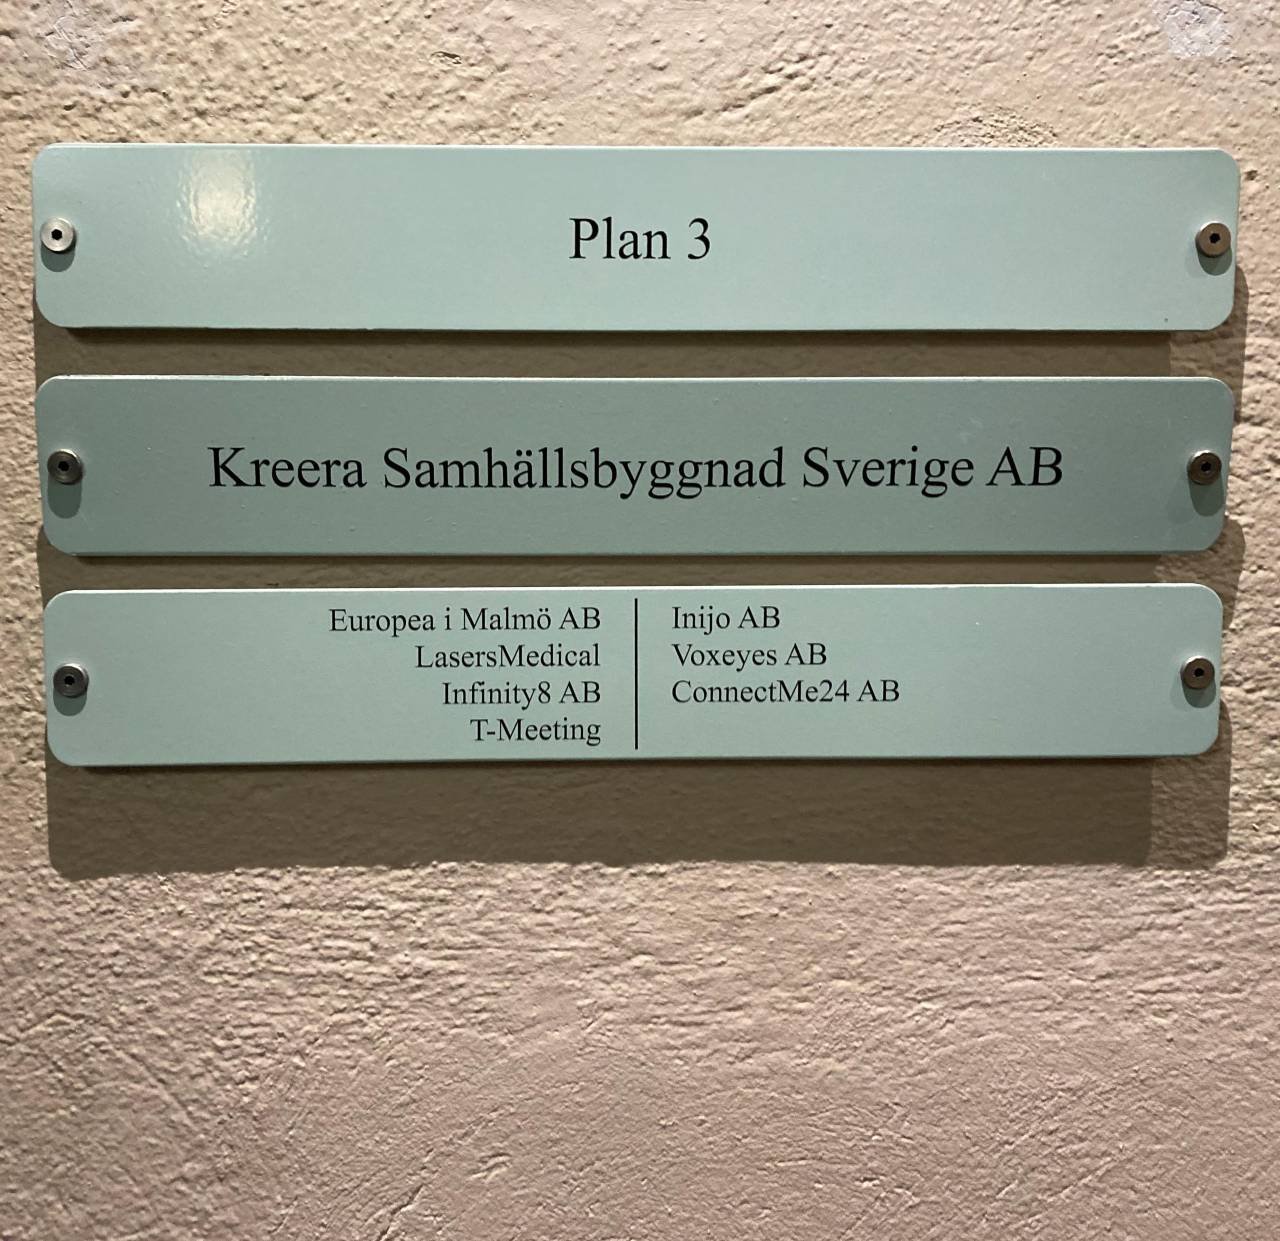 Plan 3
Kreera Samhällsbyggnad Sverige AB
Europea i Malmö AB
LasersMedical
Infinity8 AB
T-Meeting
Inijo AB
Voxeyes AB
ConnectMe24 AB